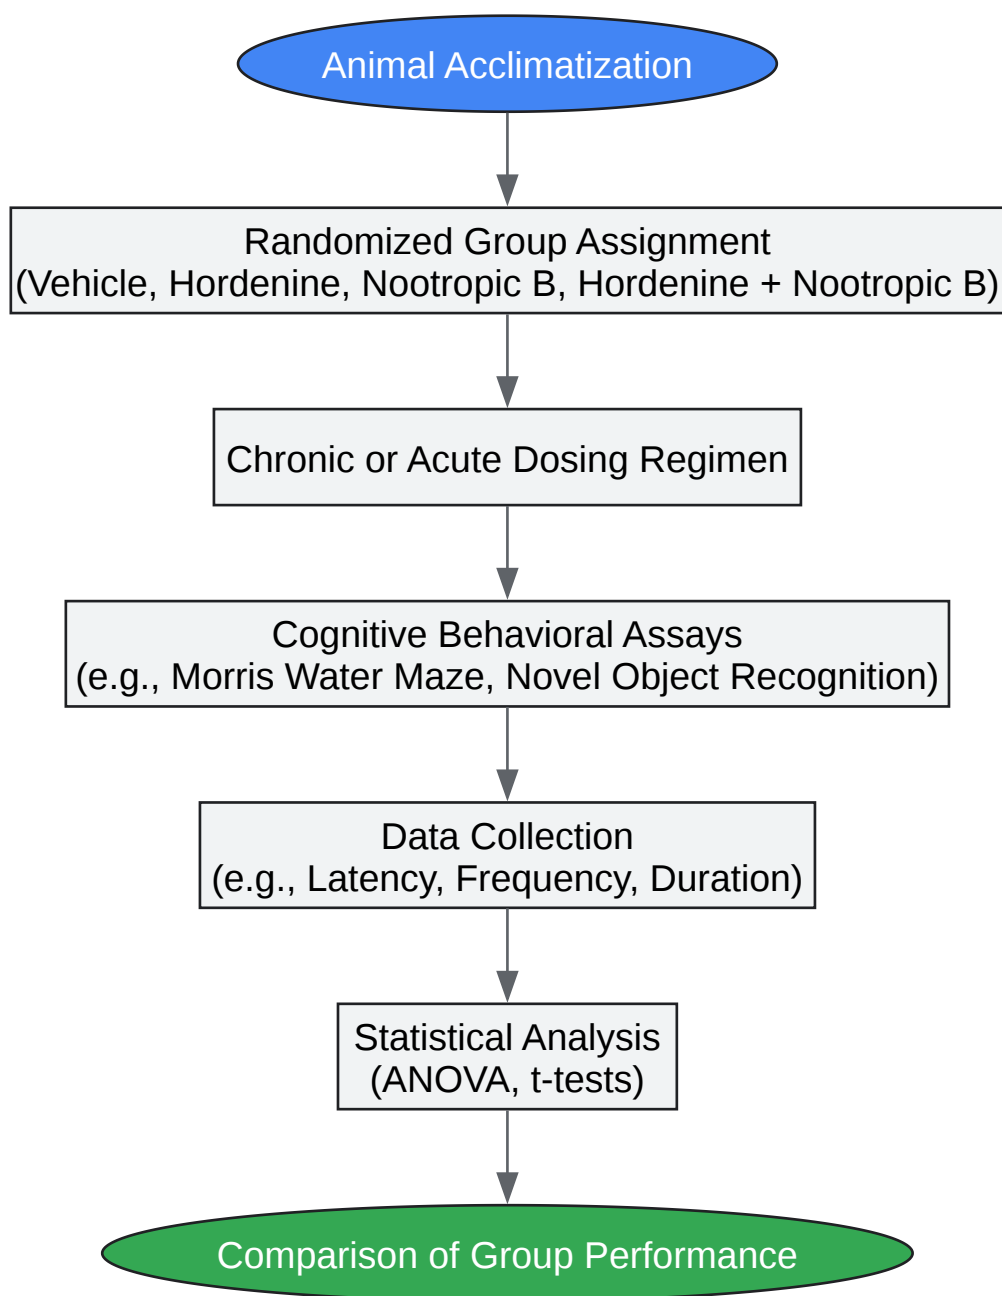 Animal Acclimatization
Randomized Group Assignment
(Vehicle, Hordenine, Nootropic B, Hordenine + Nootropic B)
Chronic or Acute Dosing Regimen
Cognitive Behavioral Assays
(e.g., Morris Water Maze, Novel Object Recognition)
Data Collection
(e.g., Latency, Frequency, Duration)
Statistical Analysis
(ANOVA, t-tests)
Comparison of Group Performance